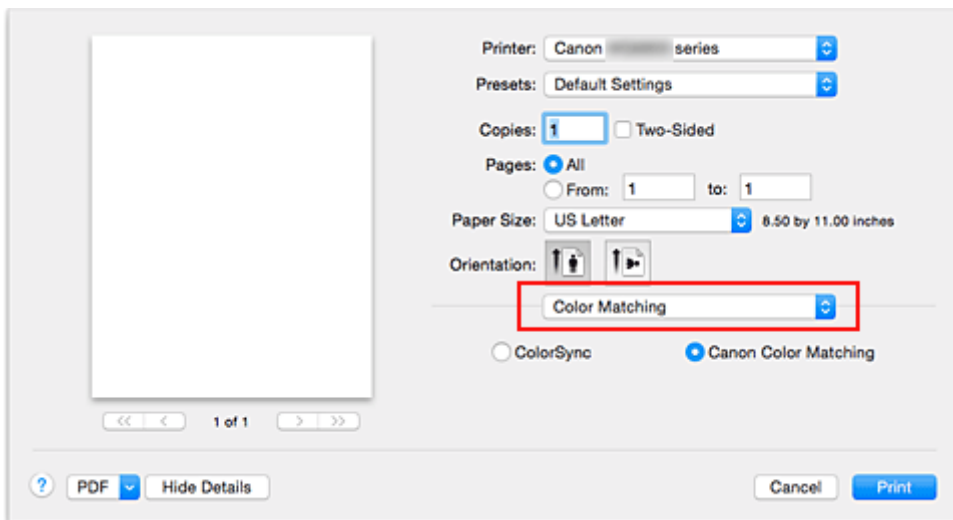 Printer: Canon series
Presets: Default Settings
Copies: 1 Two-Sided
Pages: All
From: 1 to: 1
Paper Size: US Letter 8.50 by 11.00 inches
Orientation:
Color Matching
ColorSync Canon Color Matching
<< < 1 of 1 > >>
? PDF Hide Details Cancel Print